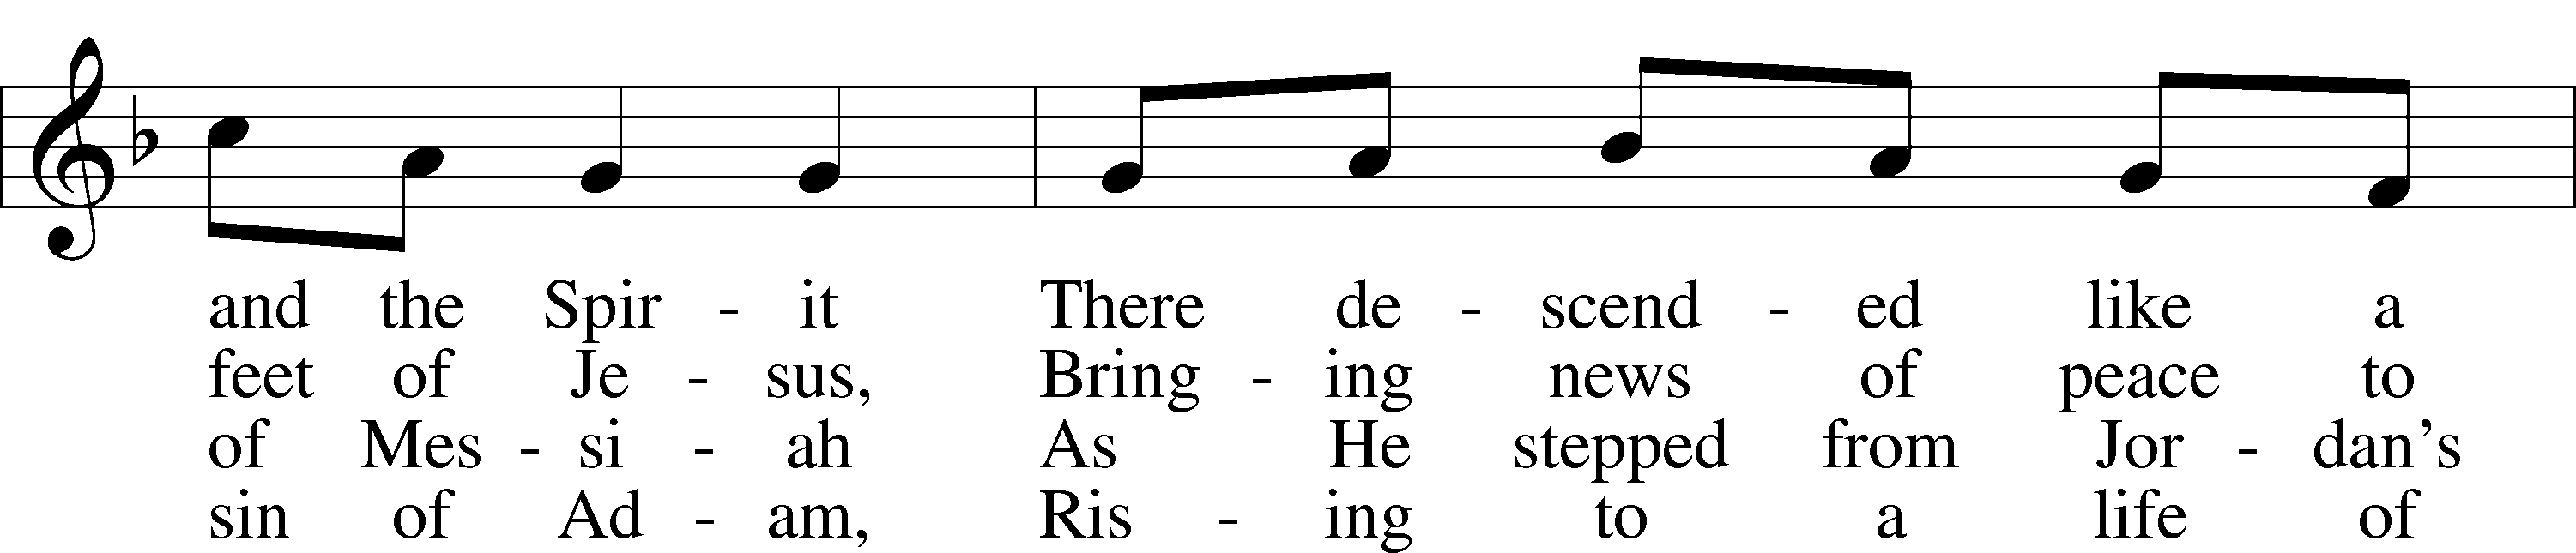 and the Spir - it There de - scend - ed like a
feet of Je - sus, Bring - ing news of peace to
of Mes - si - ah As He stepped from Jor - dan's
sin of Ad - am, Ris - ing to a life of